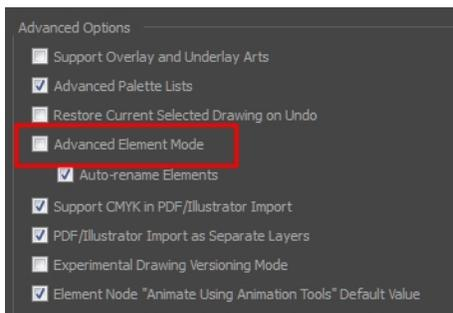 Advanced Options
Support Overlay and Underlay Arts
Advanced Palette Lists
Restore Current Selected Drawing on Undo
Advanced Element Mode
Auto-rename Elements
Support CMYK in PDF/Illustrator Import
PDF/Illustrator Import as Separate Layers
Experimental Drawing Versioning Mode
Element Node "Animate Using Animation Tools" Default Value